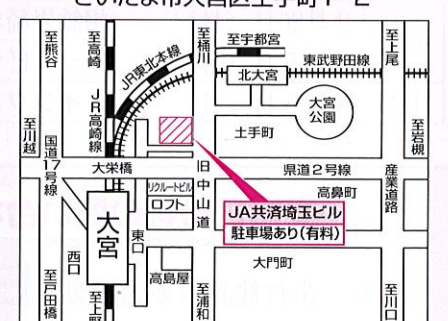 さいたま市大宮区土手町1-2
至熊谷
至高崎
JR東北本線
至桶川
至宇都宮
至上尾
東武野田線
北大宮
大宮
公園
至川越
国道17号線
JR高崎線
土手町
至岩槻
大栄橋
旧中山道
県道2号線
産業道路
リクルートビル
ロフト
高鼻町
大宮
JA共済埼玉ビル
駐車場あり(有料)
東口
西口
大門町
高島屋
至戸田橋
至上野
至浦和
至川口